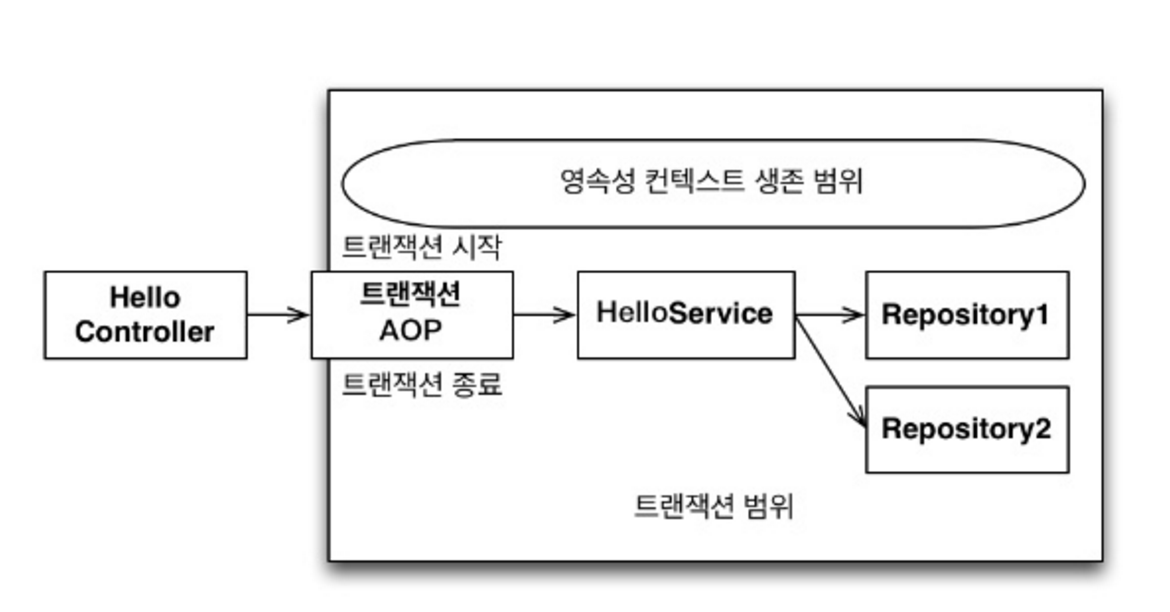 영속성 컨텍스트 생존 범위
트랜잭션 시작
Hello
Controller
트랜잭션
AOP
HelloService
Repository1
트랜잭션 종료
Repository2
트랜잭션 범위